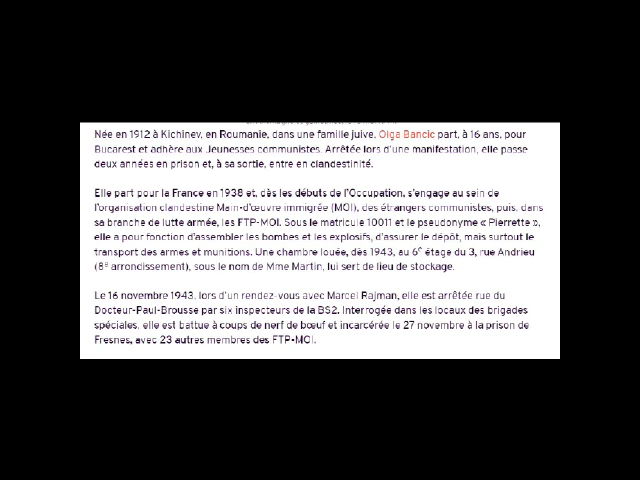 Née en 1912 à Kichinev, en Roumanie, dans une famille juive, Olga Bancic part, à 16 ans, pour
Bucarest et adhère aux Jeunesses communistes. Arrêtée lors d'une manifestation, elle passe
deux années en prison et, à sa sortie, entre en clandestinité.
Elle part pour la France en 1938 et, dès les débuts de l'Occupation, s'engage au sein de
l'organisation clandestine Main-d'œuvre immigrée (MOI), des étrangers communistes, puis, dans
sa branche de lutte armée, les FTP-MOI. Sous le matricule 10011 et le pseudonyme « Pierrette »,
elle a pour fonction d'assembler les bombes et les explosifs, d'assurer le dépôt, mais surtout le
transport des armes et munitions. Une chambre louée, dès 1943, au 6e étage du 3, rue Andrieu
(8e arrondissement), sous le nom de Mme Martin, lui sert de lieu de stockage.
Le 16 novembre 1943, lors d'un rendez-vous avec Marcel Rajman, elle est arrêtée rue du
Docteur-Paul-Brousse par six inspecteurs de la BS2. Interrogée dans les locaux des brigades
spéciales, elle est battue à coups de nerf de bœuf et incarcérée le 27 novembre à la prison de
Fresnes, avec 23 autres membres des FTP-MOI.